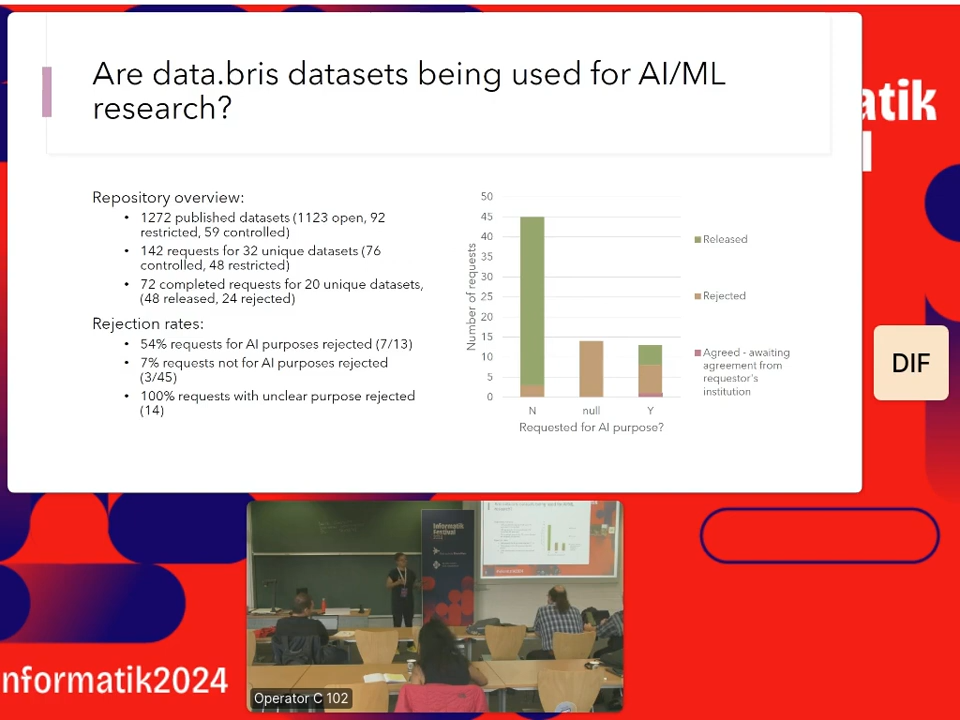 Are data.bris datasets being used for AI/ML
research?
Repository overview:
• 1272 published datasets (1123 open, 92
restricted, 59 controlled)
• 142 requests for 32 unique datasets (76
controlled, 48 restricted)
• 72 completed requests for 20 unique datasets,
(48 released, 24 rejected)
Rejection rates:
• 54% requests for AI purposes rejected (7/13)
• 7% requests not for AI purposes rejected
(3/45)
• 100% requests with unclear purpose rejected
(14)
Number of requests
50
45
40
35
30
25
20
15
10
5
0
N
null
Y
Requested for AI purpose?
Released
Rejected
Agreed - awaiting
agreement from
requestor's
institution
atik
DIF
Informatik
Festival
2024
nformatik2024
Operator C 102